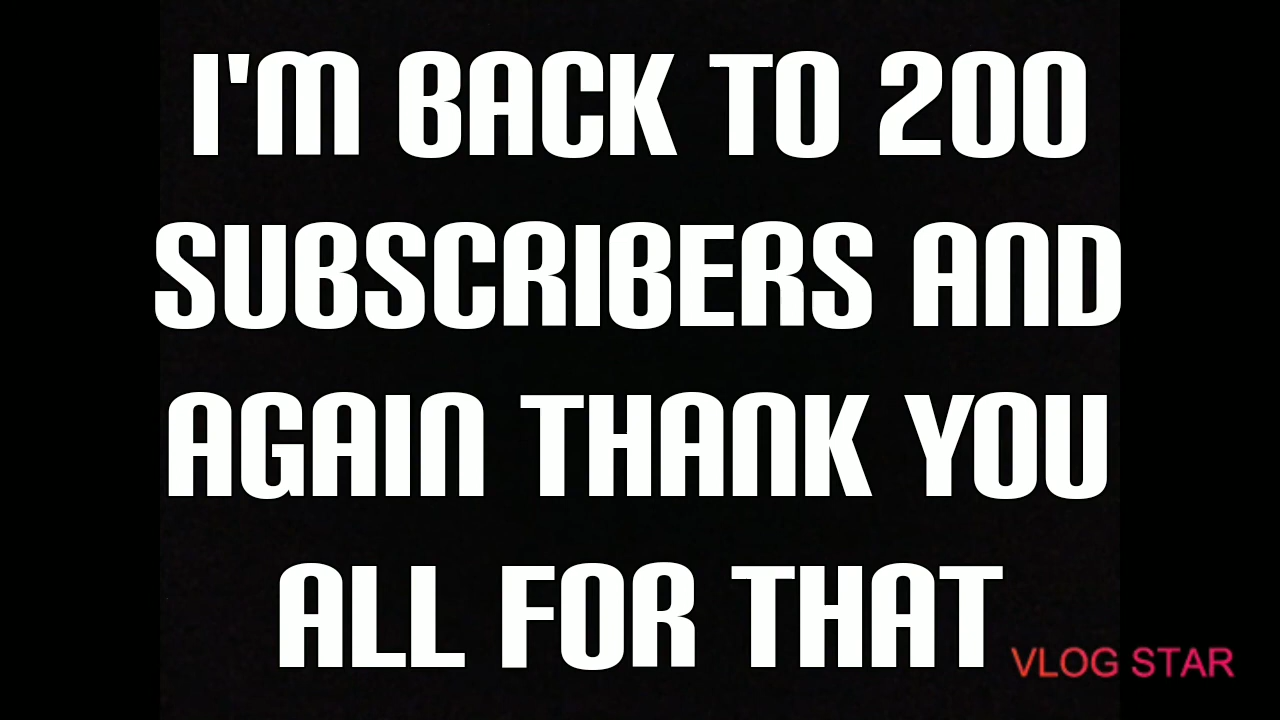 I'M BACK TO 200
SUBSCRIBERS AND
AGAIN THANK YOU
ALL FOR THAT
VLOG STAR